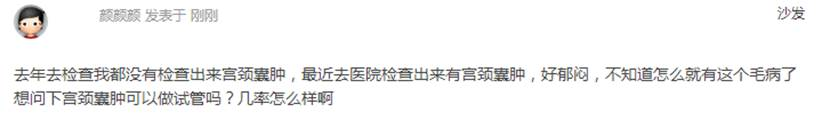 颜颜颜 发表于 刚刚
沙发
去年去检查我都没有检查出来宫颈囊肿，最近去医院检查出来有宫颈囊肿，好郁闷，不知道怎么就有这个毛病了
想问下宫颈囊肿可以做试管吗？几率怎么样啊